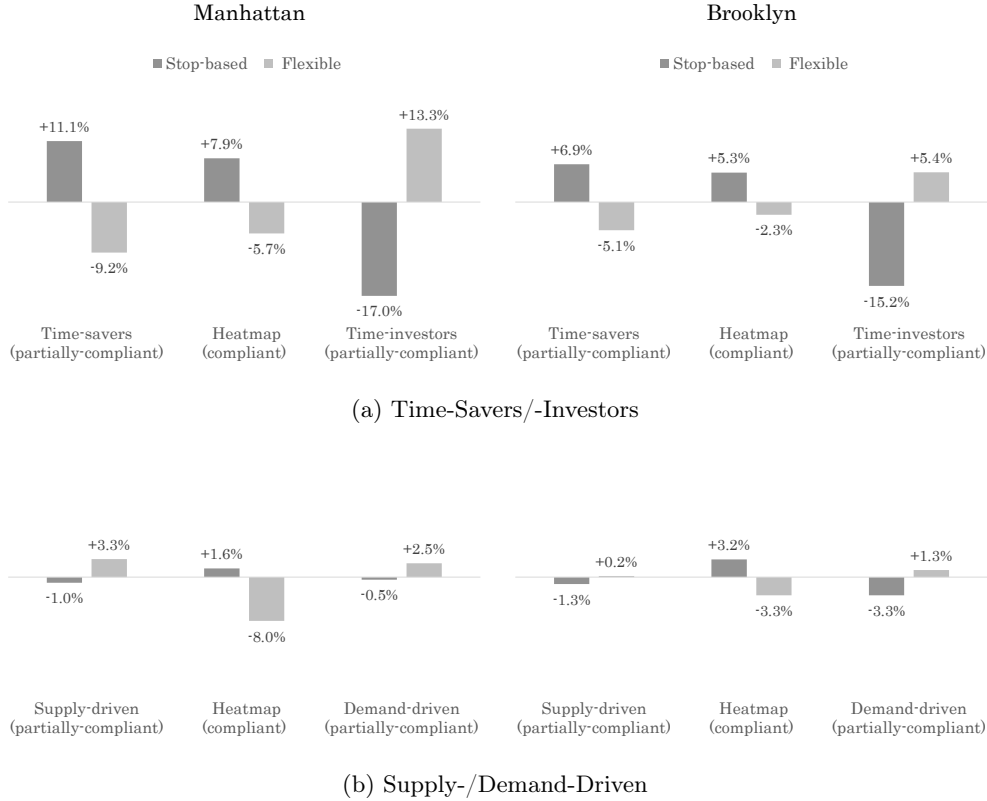 Manhattan
Brooklyn
Stop-based Flexible
Stop-based Flexible
+11.1%
-9.2%
+7.9%
-5.7%
+13.3%
-17.0%
Time-savers
(partially-compliant)
Heatmap
(compliant)
Time-investors
(partially-compliant)
+6.9%
-5.1%
+5.3%
-2.3%
+5.4%
-15.2%
Time-savers
(partially-compliant)
Heatmap
(compliant)
Time-investors
(partially-compliant)
(a) Time-Savers/-Investors
-1.0%
+3.3%
+1.6%
-8.0%
-0.5%
+2.5%
Supply-driven
(partially-compliant)
Heatmap
(compliant)
Demand-driven
(partially-compliant)
-1.3%
+0.2%
+3.2%
-3.3%
-3.3%
+1.3%
Supply-driven
(partially-compliant)
Heatmap
(compliant)
Demand-driven
(partially-compliant)
(b) Supply-/Demand-Driven